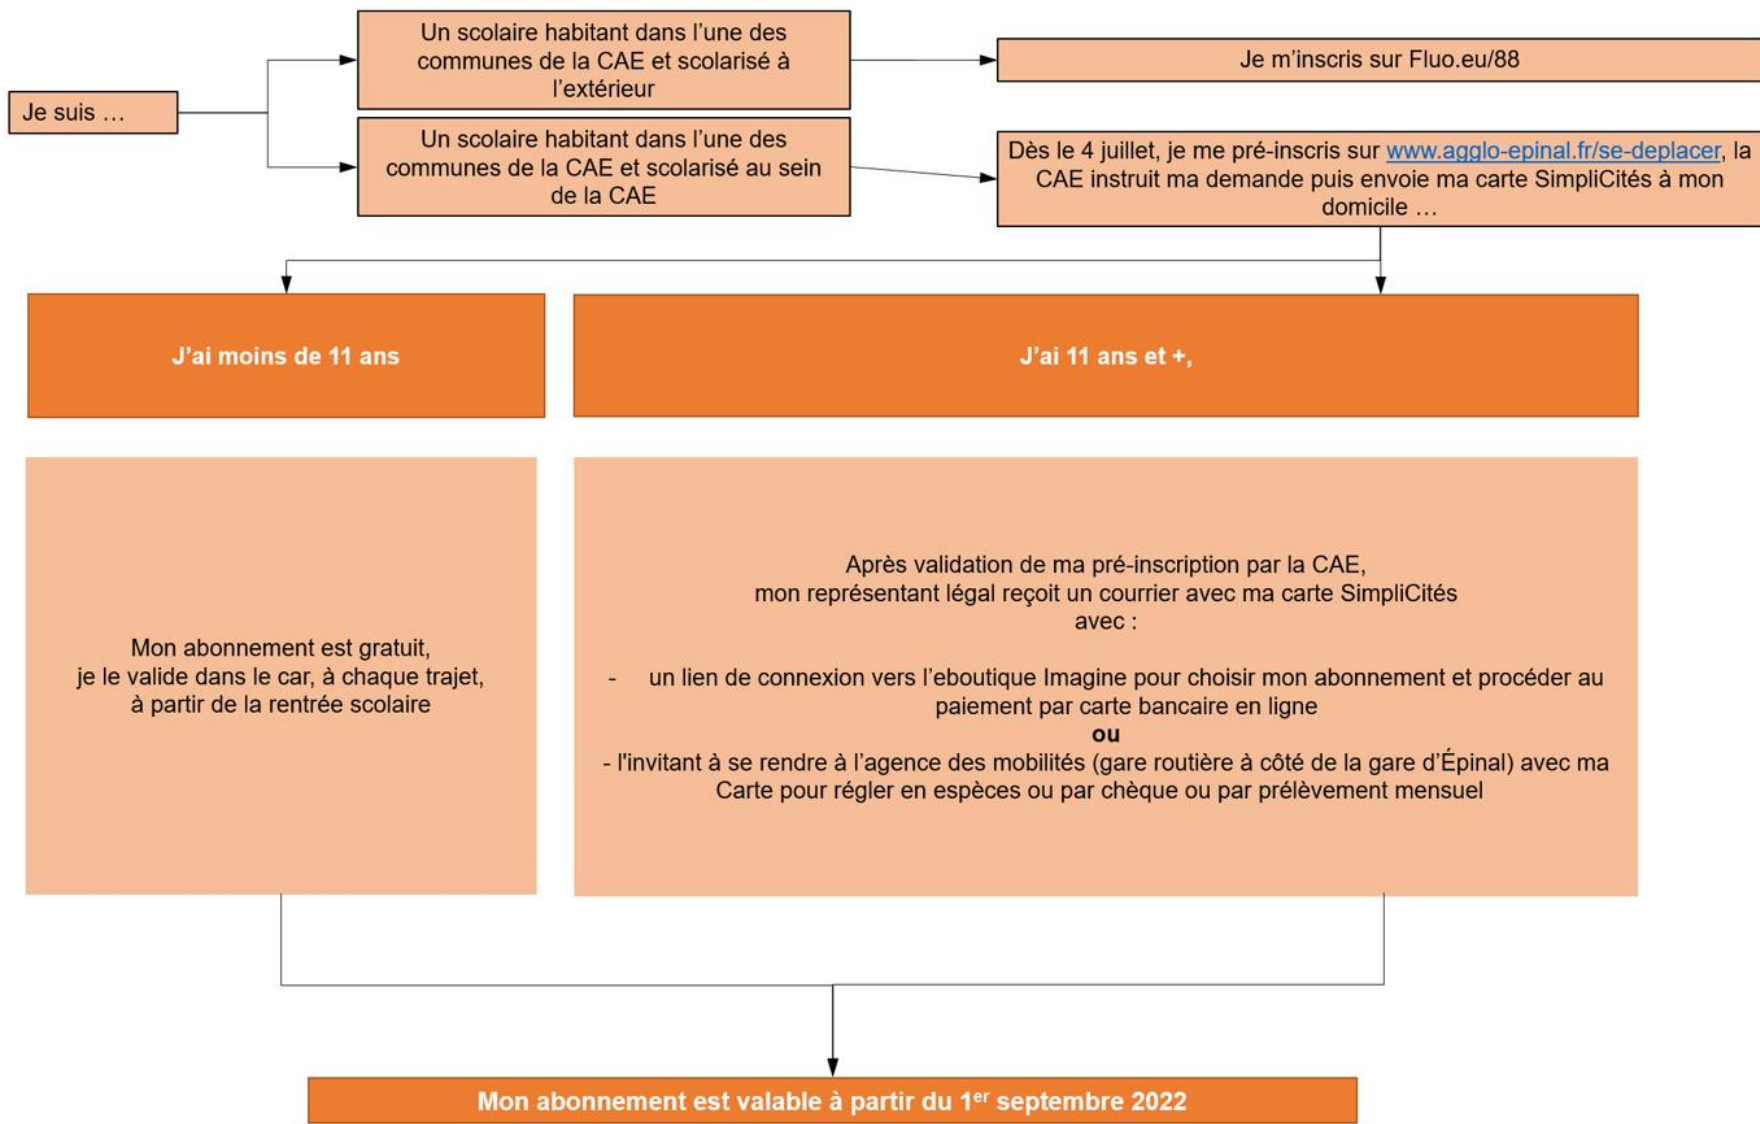 Je suis …
Un scolaire habitant dans l’une des
communes de la CAE et scolarisé à
l’extérieur
Je m’inscris sur Fluo.eu/88
Un scolaire habitant dans l’une des
communes de la CAE et scolarisé au sein
de la CAE
Dès le 4 juillet, je me pré-inscris sur www.agglo-epinal.fr/se-deplacer, la
CAE instruit ma demande puis envoie ma carte SimpliCités à mon
domicile …
J’ai moins de 11 ans
J’ai 11 ans et +,
Mon abonnement est gratuit,
je le valide dans le car, à chaque trajet,
à partir de la rentrée scolaire
Après validation de ma pré-inscription par la CAE,
mon représentant légal reçoit un courrier avec ma carte SimpliCités
avec :
- un lien de connexion vers l’eboutique Imagine pour choisir mon abonnement et procéder au
paiement par carte bancaire en ligne
ou
- l'invitant à se rendre à l’agence des mobilités (gare routière à côté de la gare d’Épinal) avec ma
Carte pour régler en espèces ou par chèque ou par prélèvement mensuel
Mon abonnement est valable à partir du 1er septembre 2022